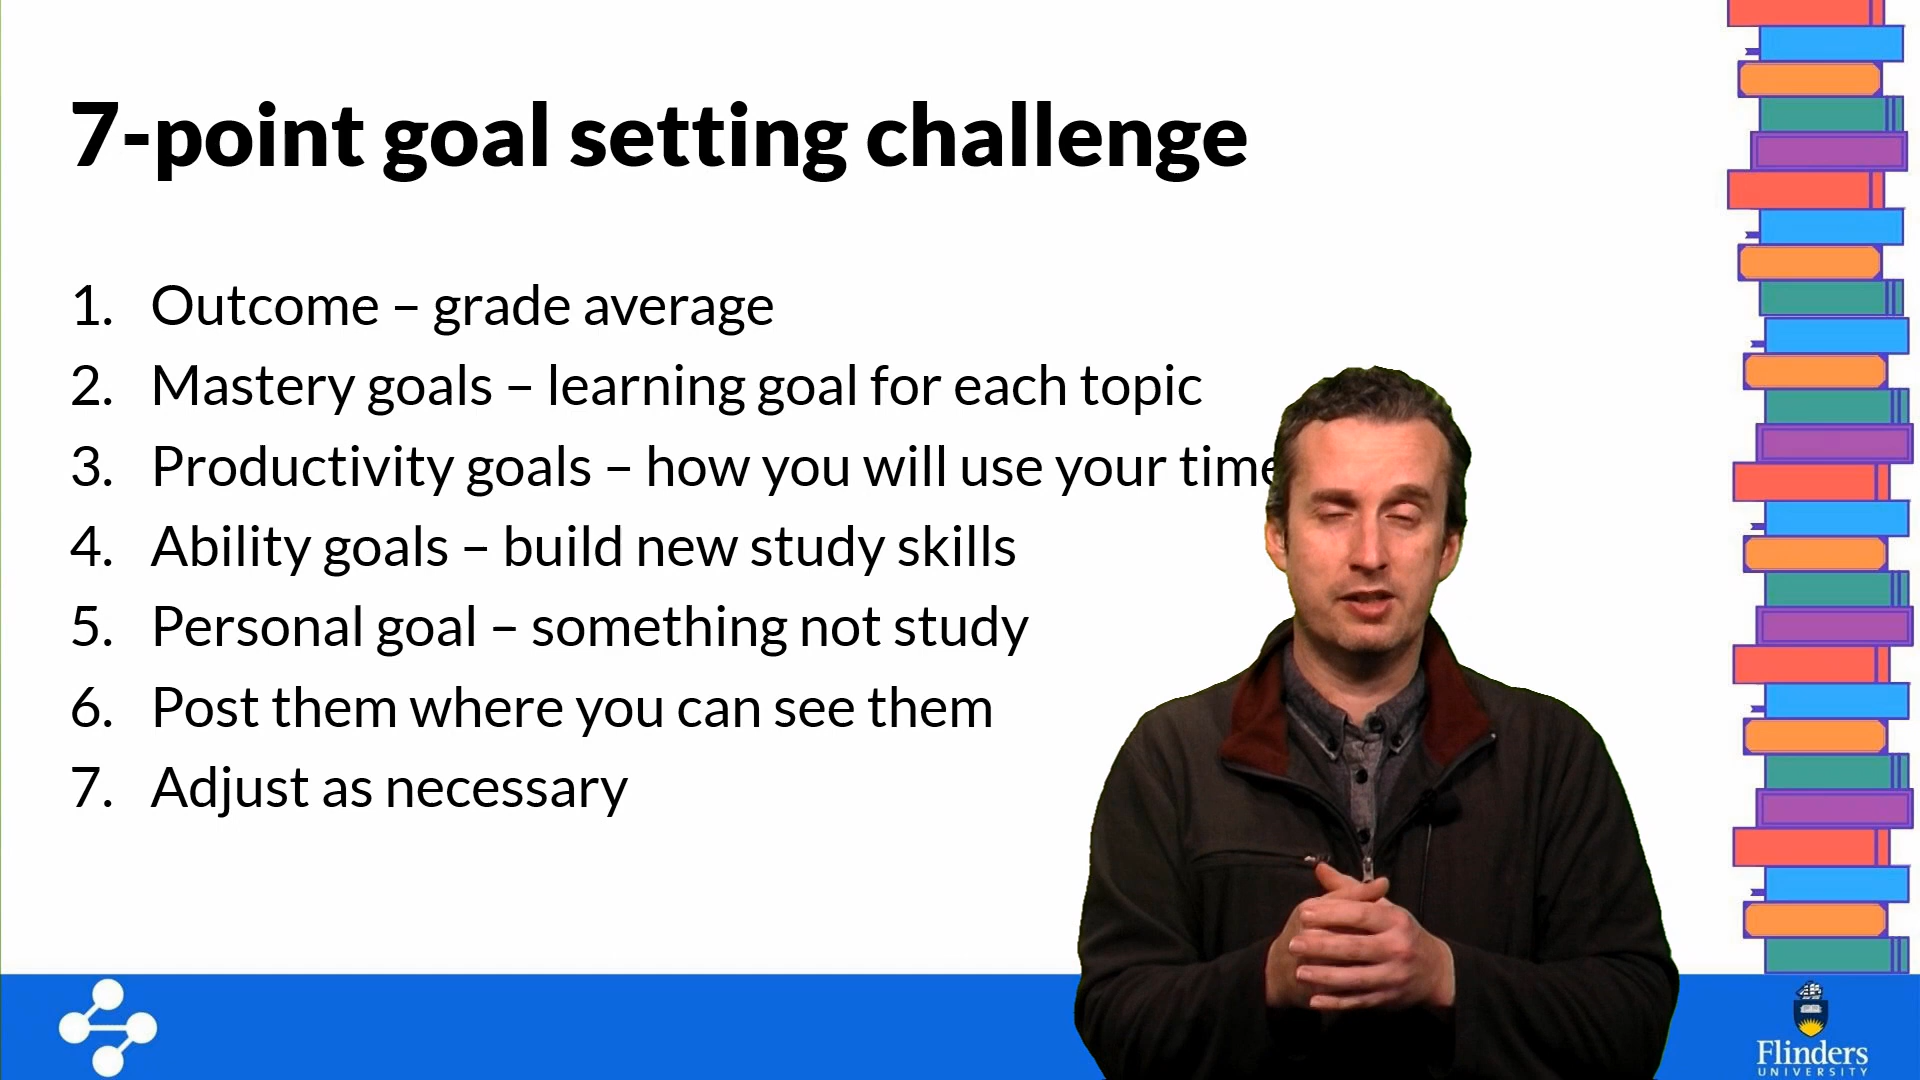 7-point goal setting challenge
1. Outcome – grade average
2. Mastery goals – learning goal for each topic
3. Productivity goals – how you will use your time
4. Ability goals – build new study skills
5. Personal goal – something not study
6. Post them where you can see them
7. Adjust as necessary
Flinders
UNIVERSITY